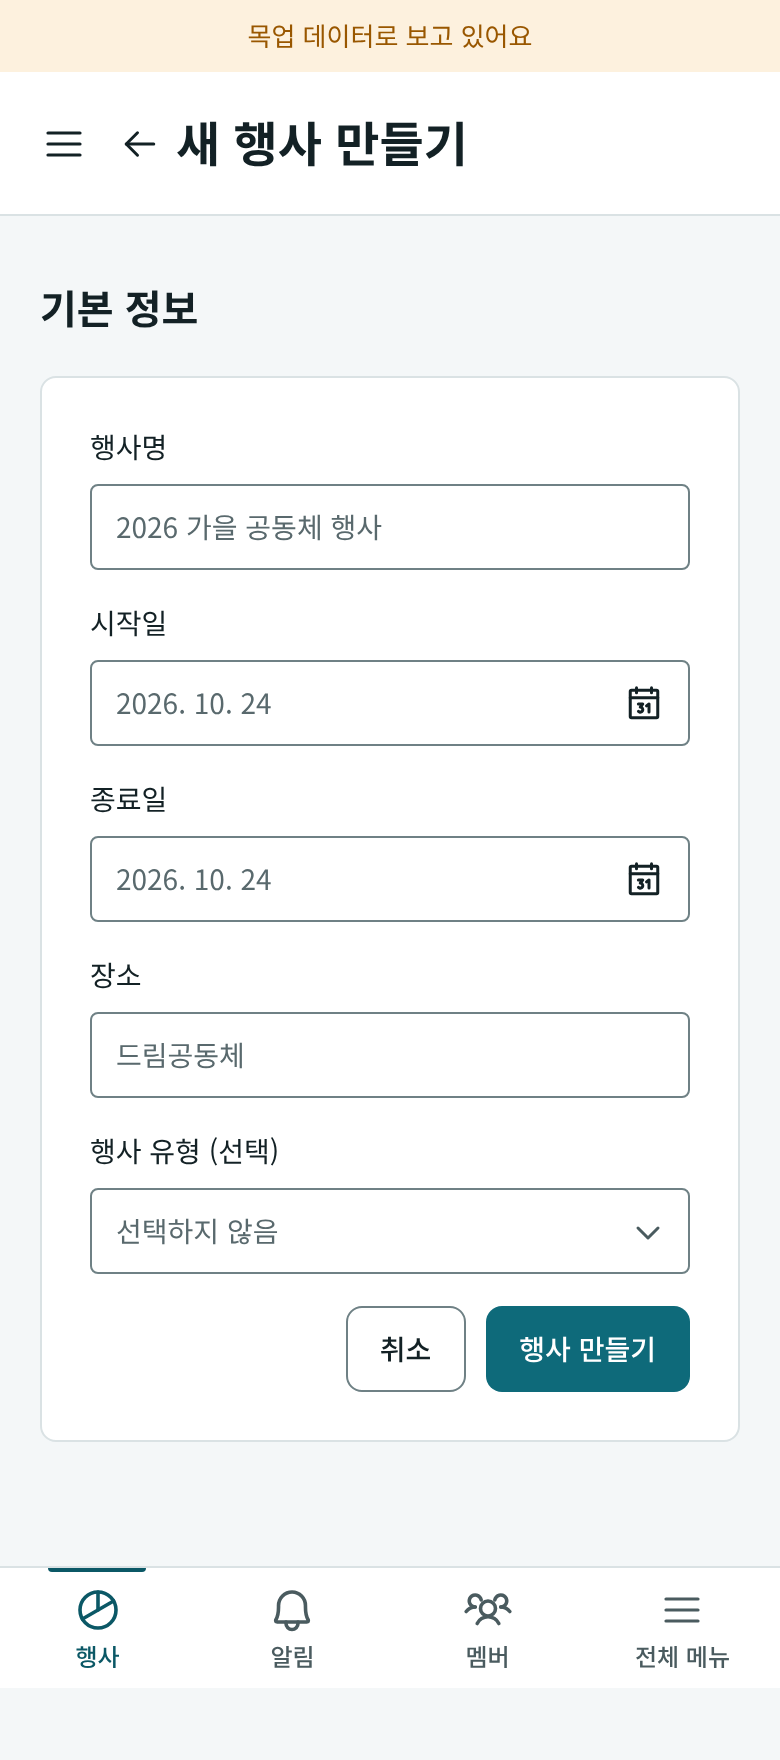 목업 데이터로 보고 있어요
새 행사 만들기
기본 정보
행사명
2026 가을 공동체 행사
시작일
2026. 10. 24
31
종료일
2026. 10. 24
31
장소
드림공동체
행사 유형 (선택)
선택하지 않음
취소
행사 만들기
행사
알림
멤버
전체 메뉴